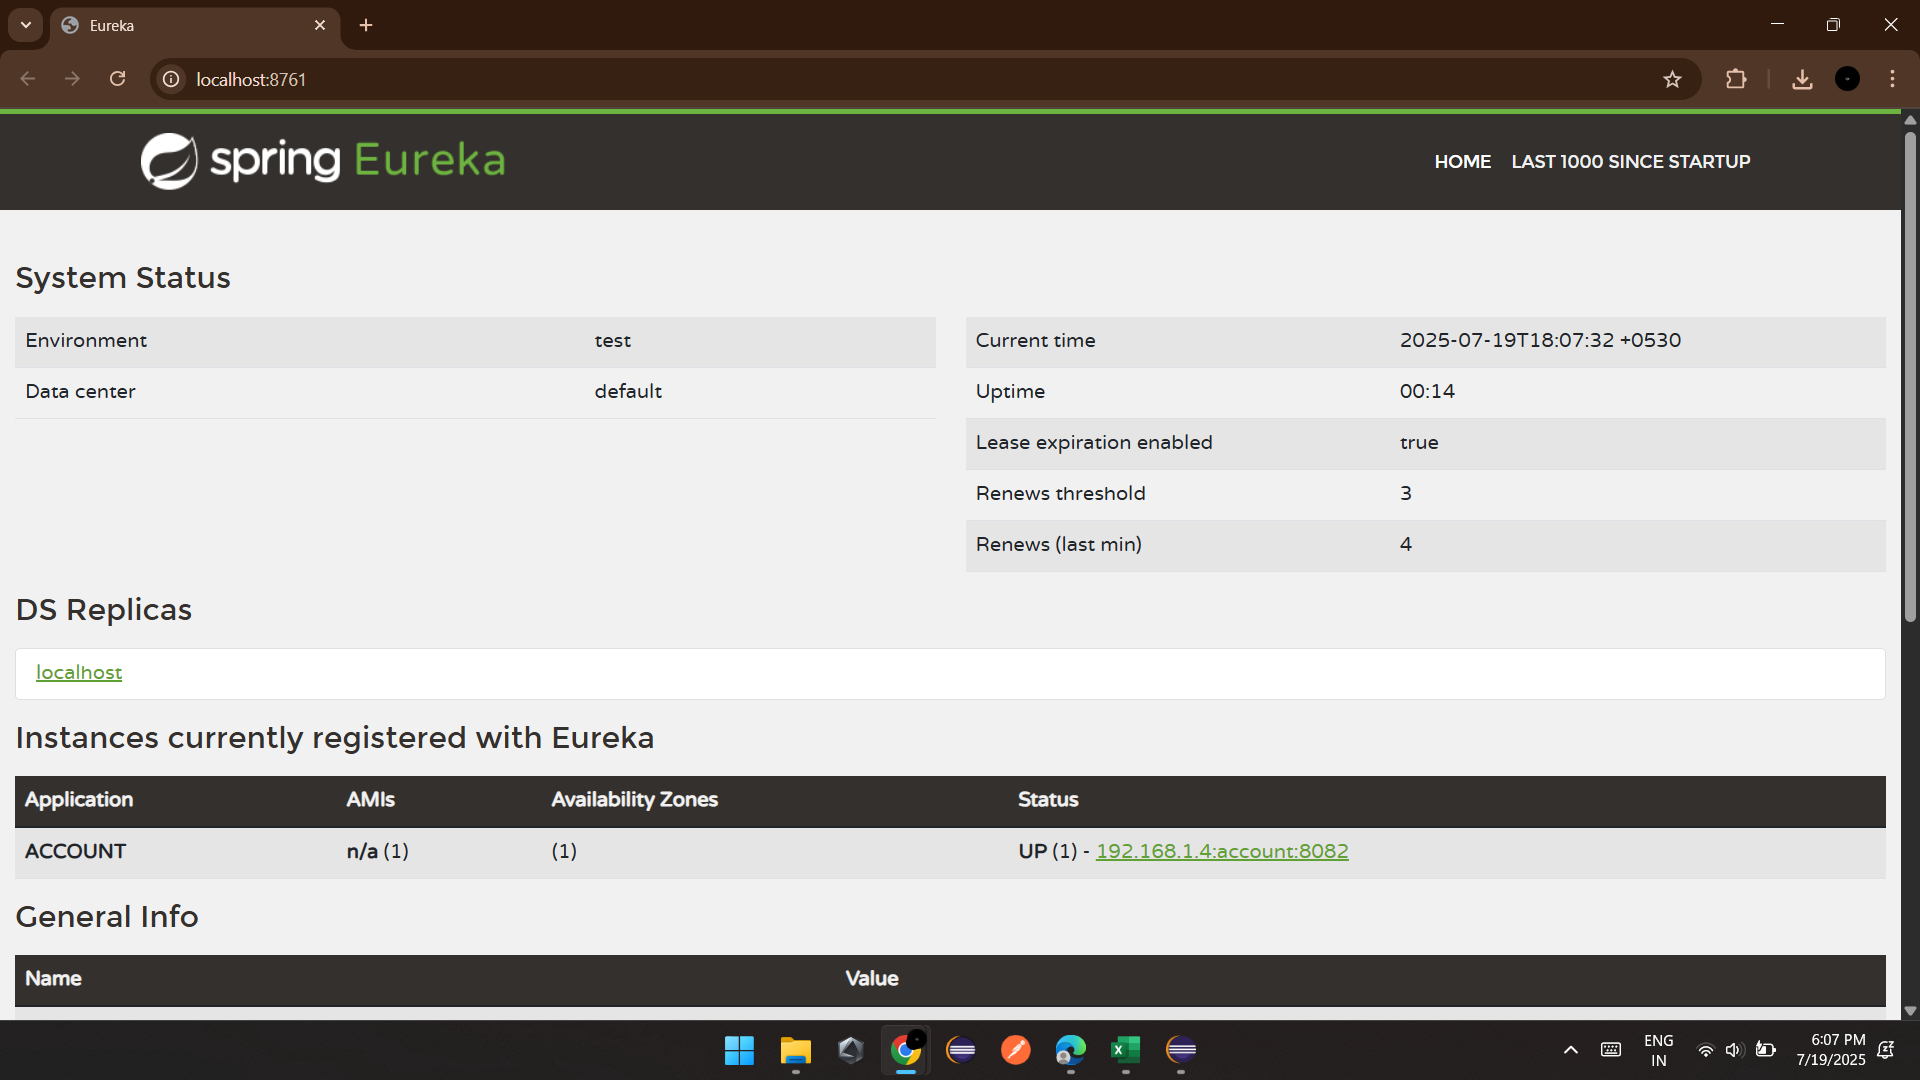 Eureka
localhost:8761
spring Eureka
HOME LAST 1000 SINCE STARTUP
System Status
Environment test
Data center default
Current time 2025-07-19T18:07:32 +0530
Uptime 00:14
Lease expiration enabled true
Renews threshold 3
Renews (last min) 4
DS Replicas
localhost
Instances currently registered with Eureka
Application AMIs Availability Zones Status
ACCOUNT n/a (1) (1) UP (1) - 192.168.1.4:account:8082
General Info
Name Value
ENG
IN
6:07 PM
7/19/2025